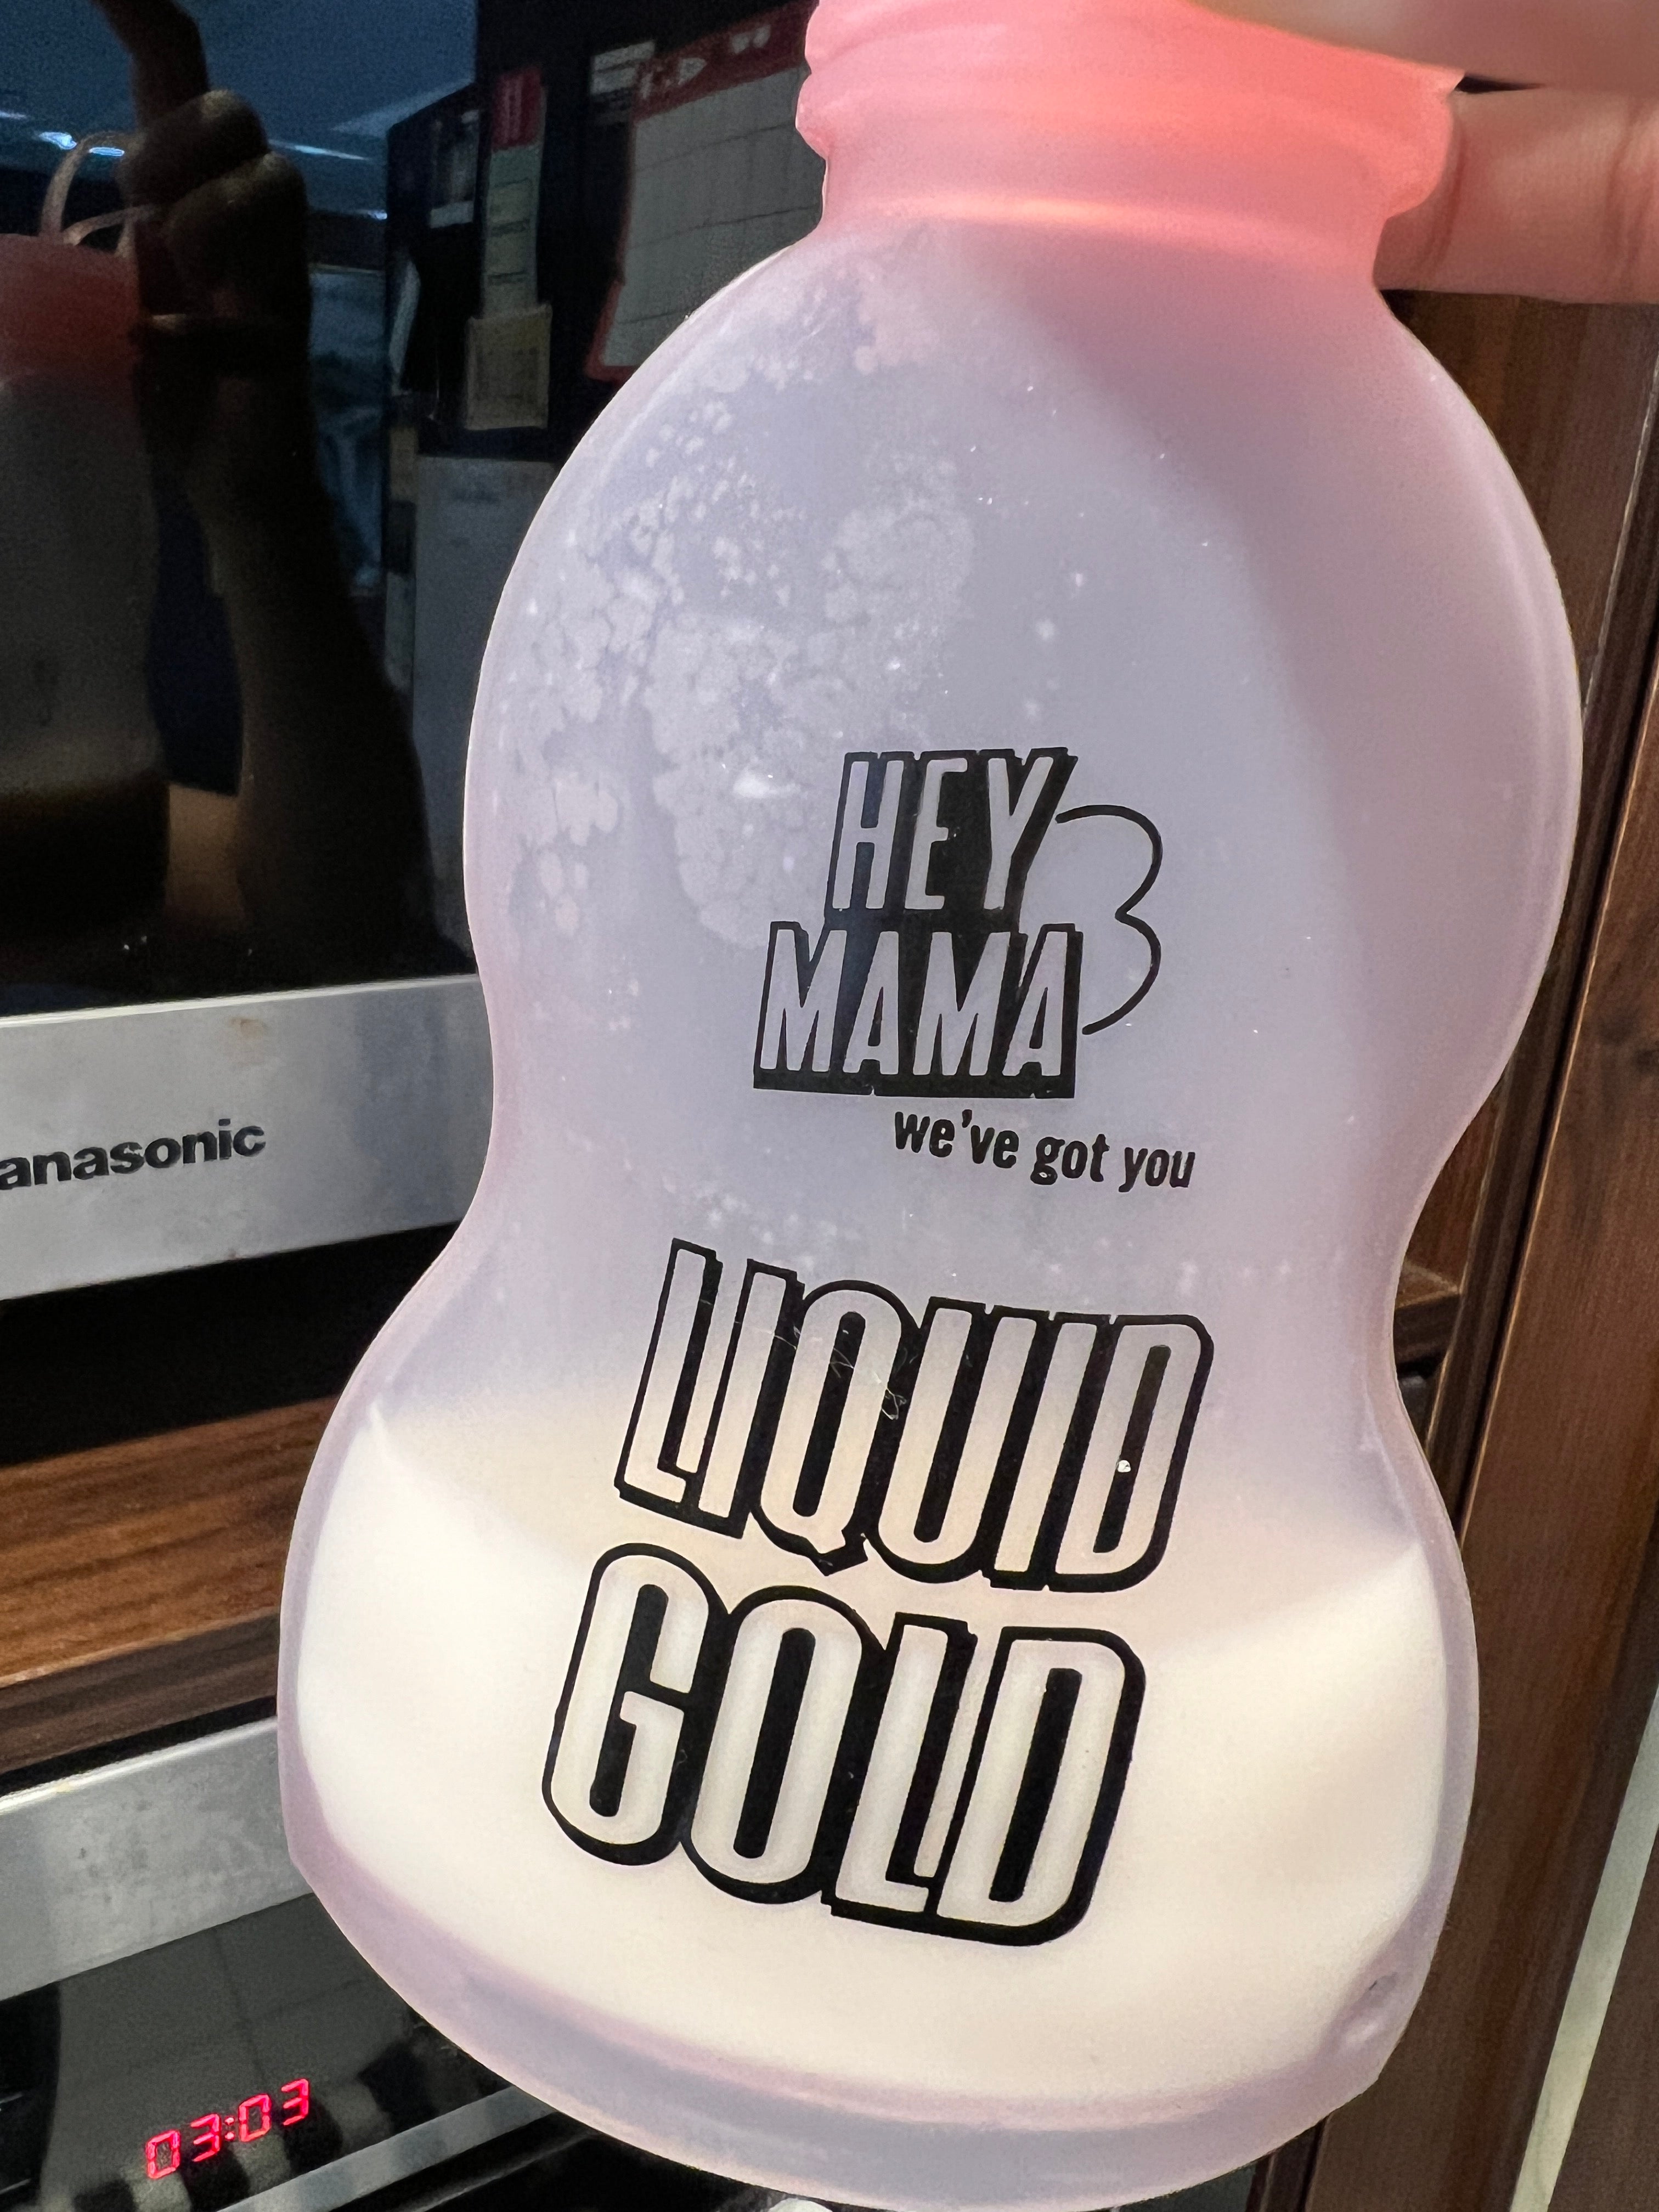 HEY
MAMA
we've got you
LIQUID
GOLD
anasonic
03:03